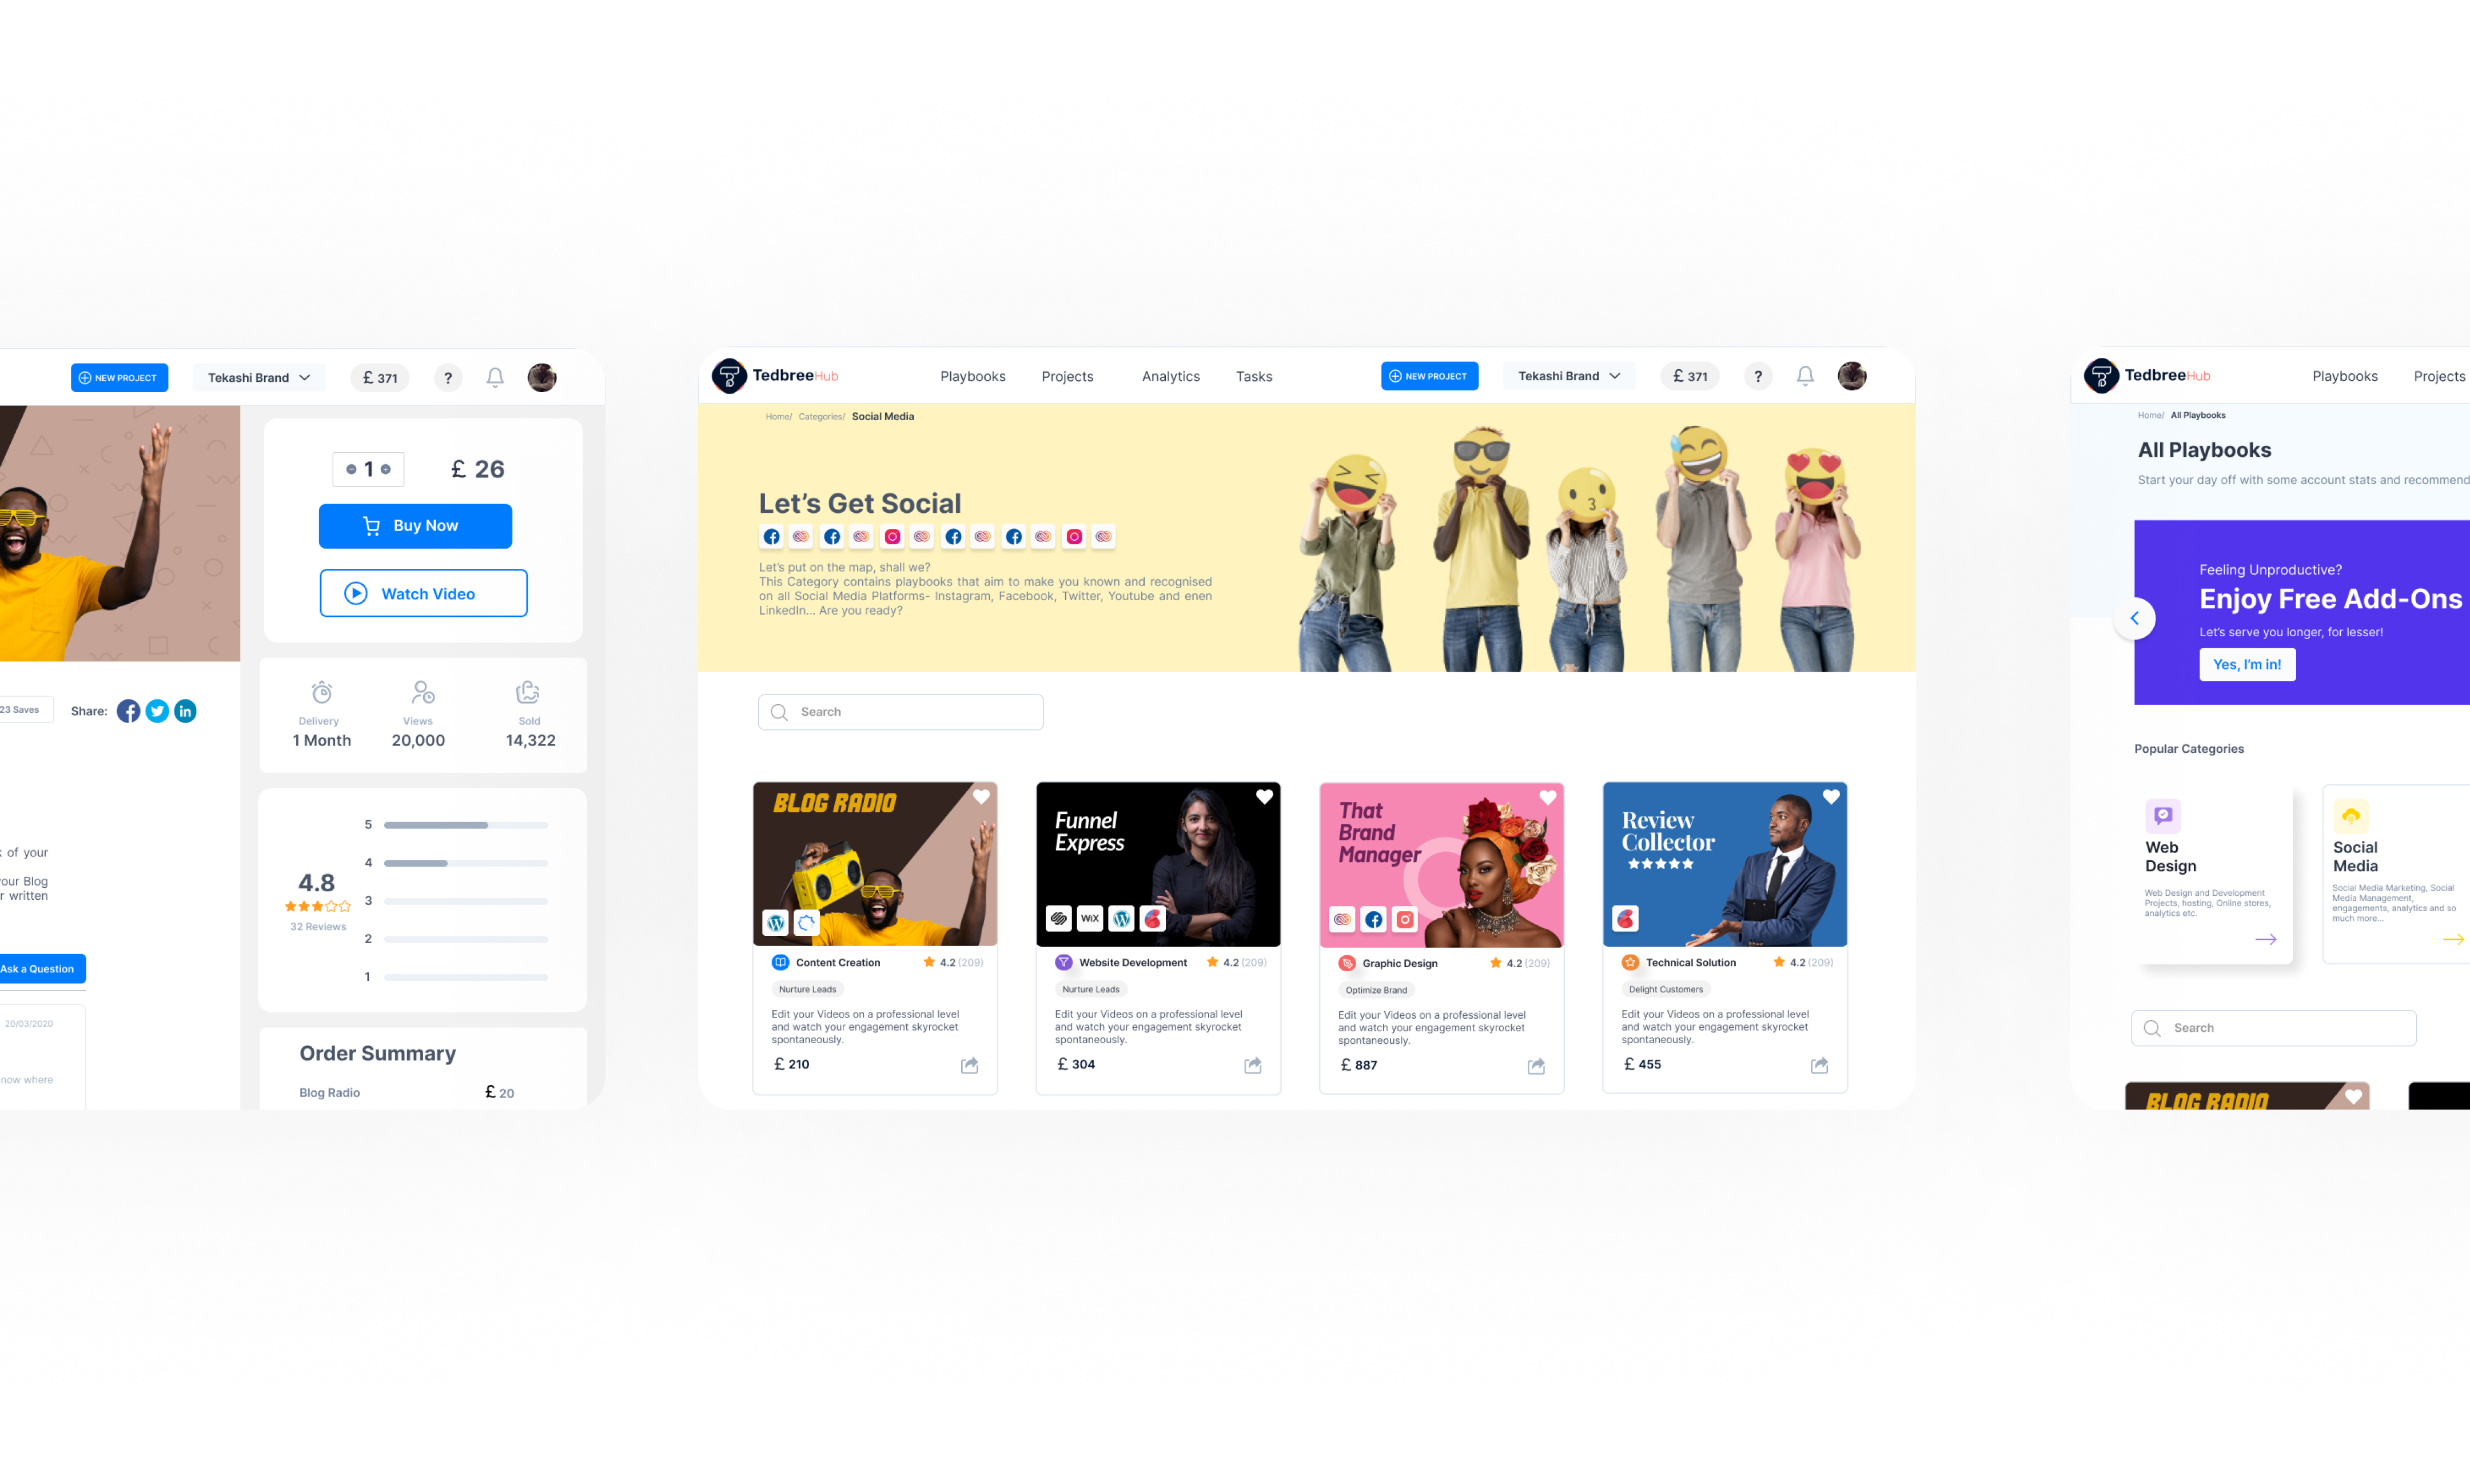 NEW PROJECT
Tekashi Brand
£ 371
?
1
£ 26
Buy Now
Watch Video
23 Saves
Share:
Delivery
Views
Sold
1 Month
20,000
14,322
of your
our Blog
r written
5
4
4.8
3
32 Reviews
2
1
Ask a Question
20/03/2020
now where
Order Summary
Blog Radio
£ 20
TedbreeHub
Playbooks
Projects
Analytics
Tasks
NEW PROJECT
Tekashi Brand
£ 371
?
Home/ Categories/ Social Media
Let's Get Social
Let's put on the map, shall we?
This Category contains playbooks that aim to make you known and recognised
on all Social Media Platforms- Instagram, Facebook, Twitter, Youtube and enen
LinkedIn... Are you ready?
Search
BLOG RADIO
Content Creation
4.2 (209)
Nurture Leads
Edit your Videos on a professional level
and watch your engagement skyrocket
spontaneously.
£ 210
Funnel
Express
WiX
Website Development
4.2 (209)
Nurture Leads
Edit your Videos on a professional level
and watch your engagement skyrocket
spontaneously.
£ 304
That
Brand
Manager
Graphic Design
4.2 (209)
Optimize Brand
Edit your Videos on a professional level
and watch your engagement skyrocket
spontaneously.
£ 887
Review
Collector
Technical Solution
4.2 (209)
Delight Customers
Edit your Videos on a professional level
and watch your engagement skyrocket
spontaneously.
£ 455
TedbreeHub
Playbooks
Projects
Home/ All Playbooks
All Playbooks
Start your day off with some account stats and recommend
Feeling Unproductive?
Enjoy Free Add-Ons
Let's serve you longer, for lesser!
Yes, I'm in!
Popular Categories
Web
Design
Web Design and Development
Projects, hosting, Online stores,
analytics etc.
Social
Media
Social Media Marketing, Social
Media Management,
engagements, analytics and so
much more...
Search
BLOG RADIO